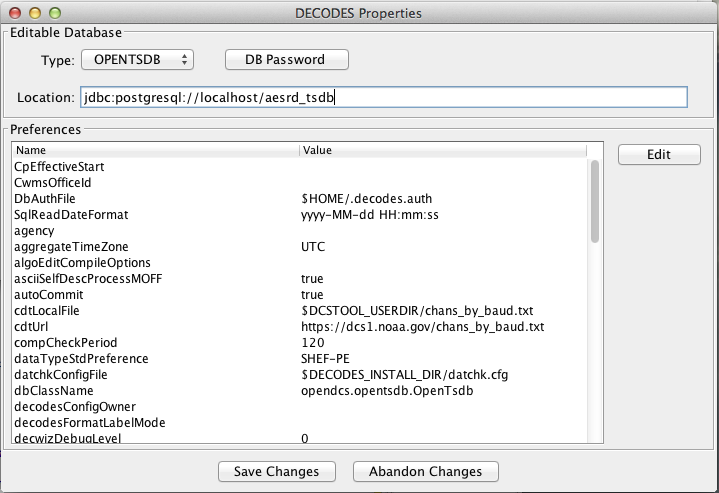 DECODES Properties
Editable Database
Type: OPENTSDB DB Password
Location: jdbc:postgresql://localhost/aesrd_tsdb
Preferences
Name Value
CpEffectiveStart
CwmsOfficeId
DbAuthFile $HOME/.decodes.auth
SqlReadDateFormat yyyy-MM-dd HH:mm:ss
agency
aggregateTimeZone UTC
algoEditCompileOptions
asciiSelfDescProcessMOFF true
autoCommit true
cdtLocalFile $DCSTOOL_USERDIR/chans_by_baud.txt
cdtUrl https://dcs1.noaa.gov/chans_by_baud.txt
compCheckPeriod 120
dataTypeStdPreference SHEF-PE
datchkConfigFile $DECODES_INSTALL_DIR/datchk.cfg
dbClassName opendcs.opentsdb.OpenTsdb
decodesConfigOwner
decodesFormatLabelMode
decwizDebugLevel 0
Edit
Save Changes Abandon Changes